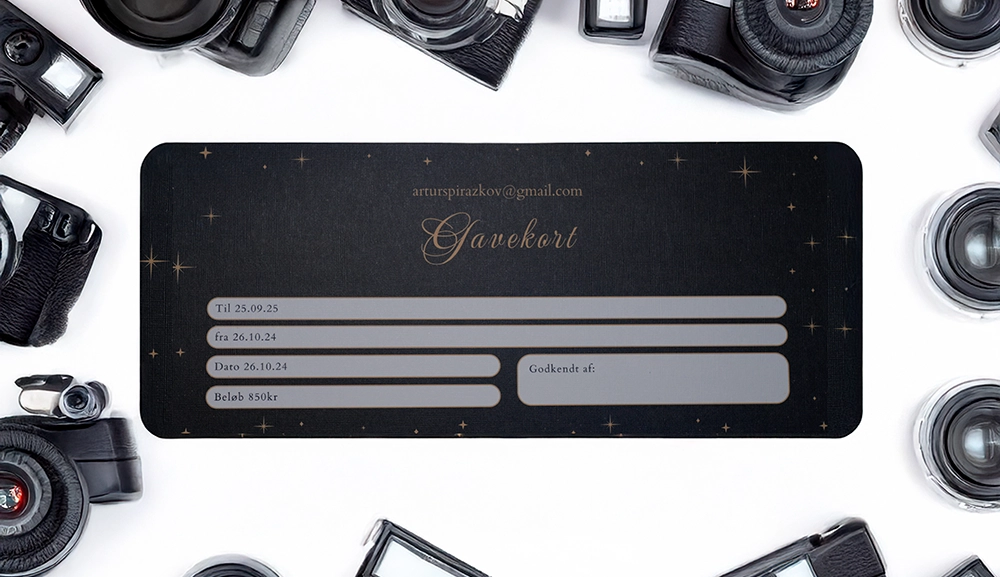 arturspirazkov@gmail.com
Gavekort
Til 25.09.25
fra 26.10.24
Dato 26.10.24
Godkendt af:
Beløb 850kr